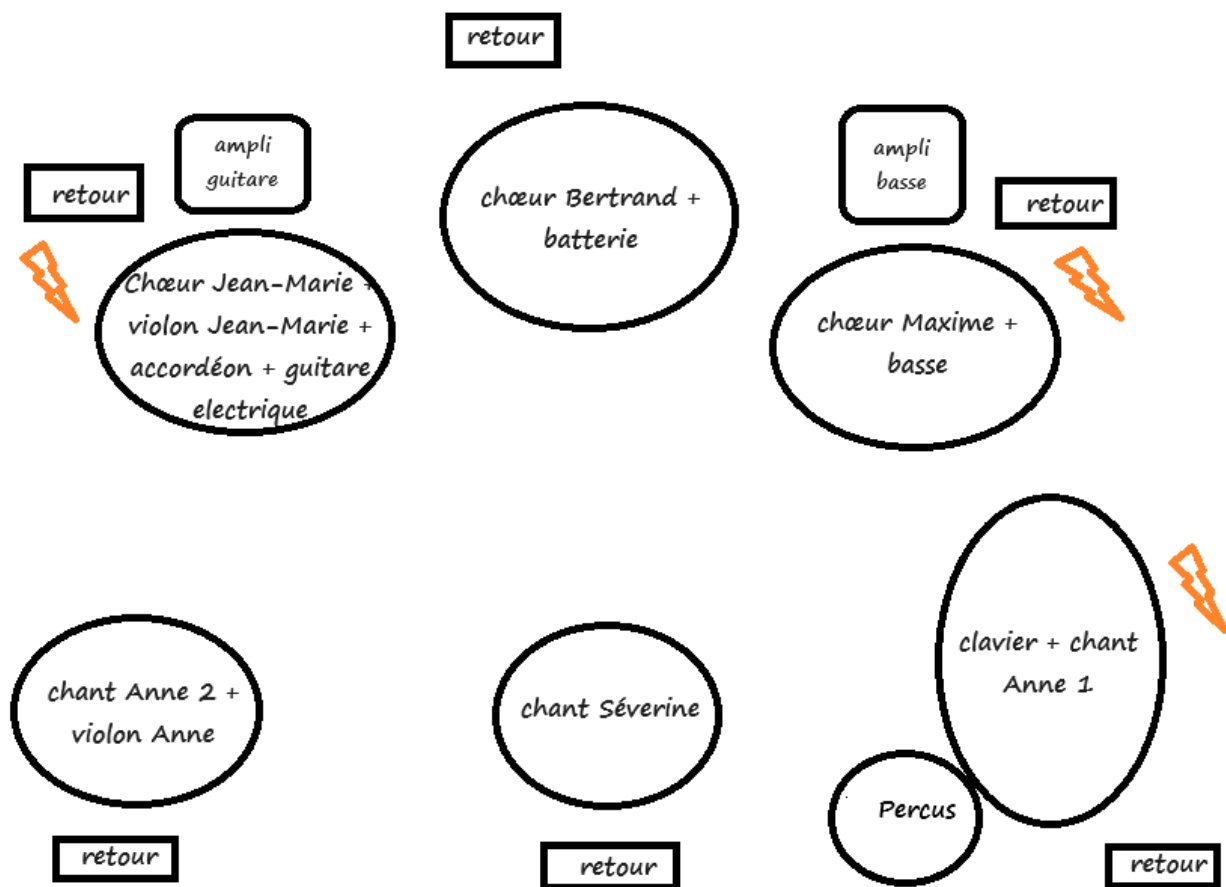 retour
ampli
guitare
retour
chœur Bertrand +
batterie
ampli
basse
retour
Chœur Jean-Marie +
violon Jean-Marie +
accordéon + guitare
electrique
chœur Maxime +
basse
chant Anne 2 +
violon Anne
chant Séverine
clavier + chant
Anne 1
Percus
retour
retour
retour